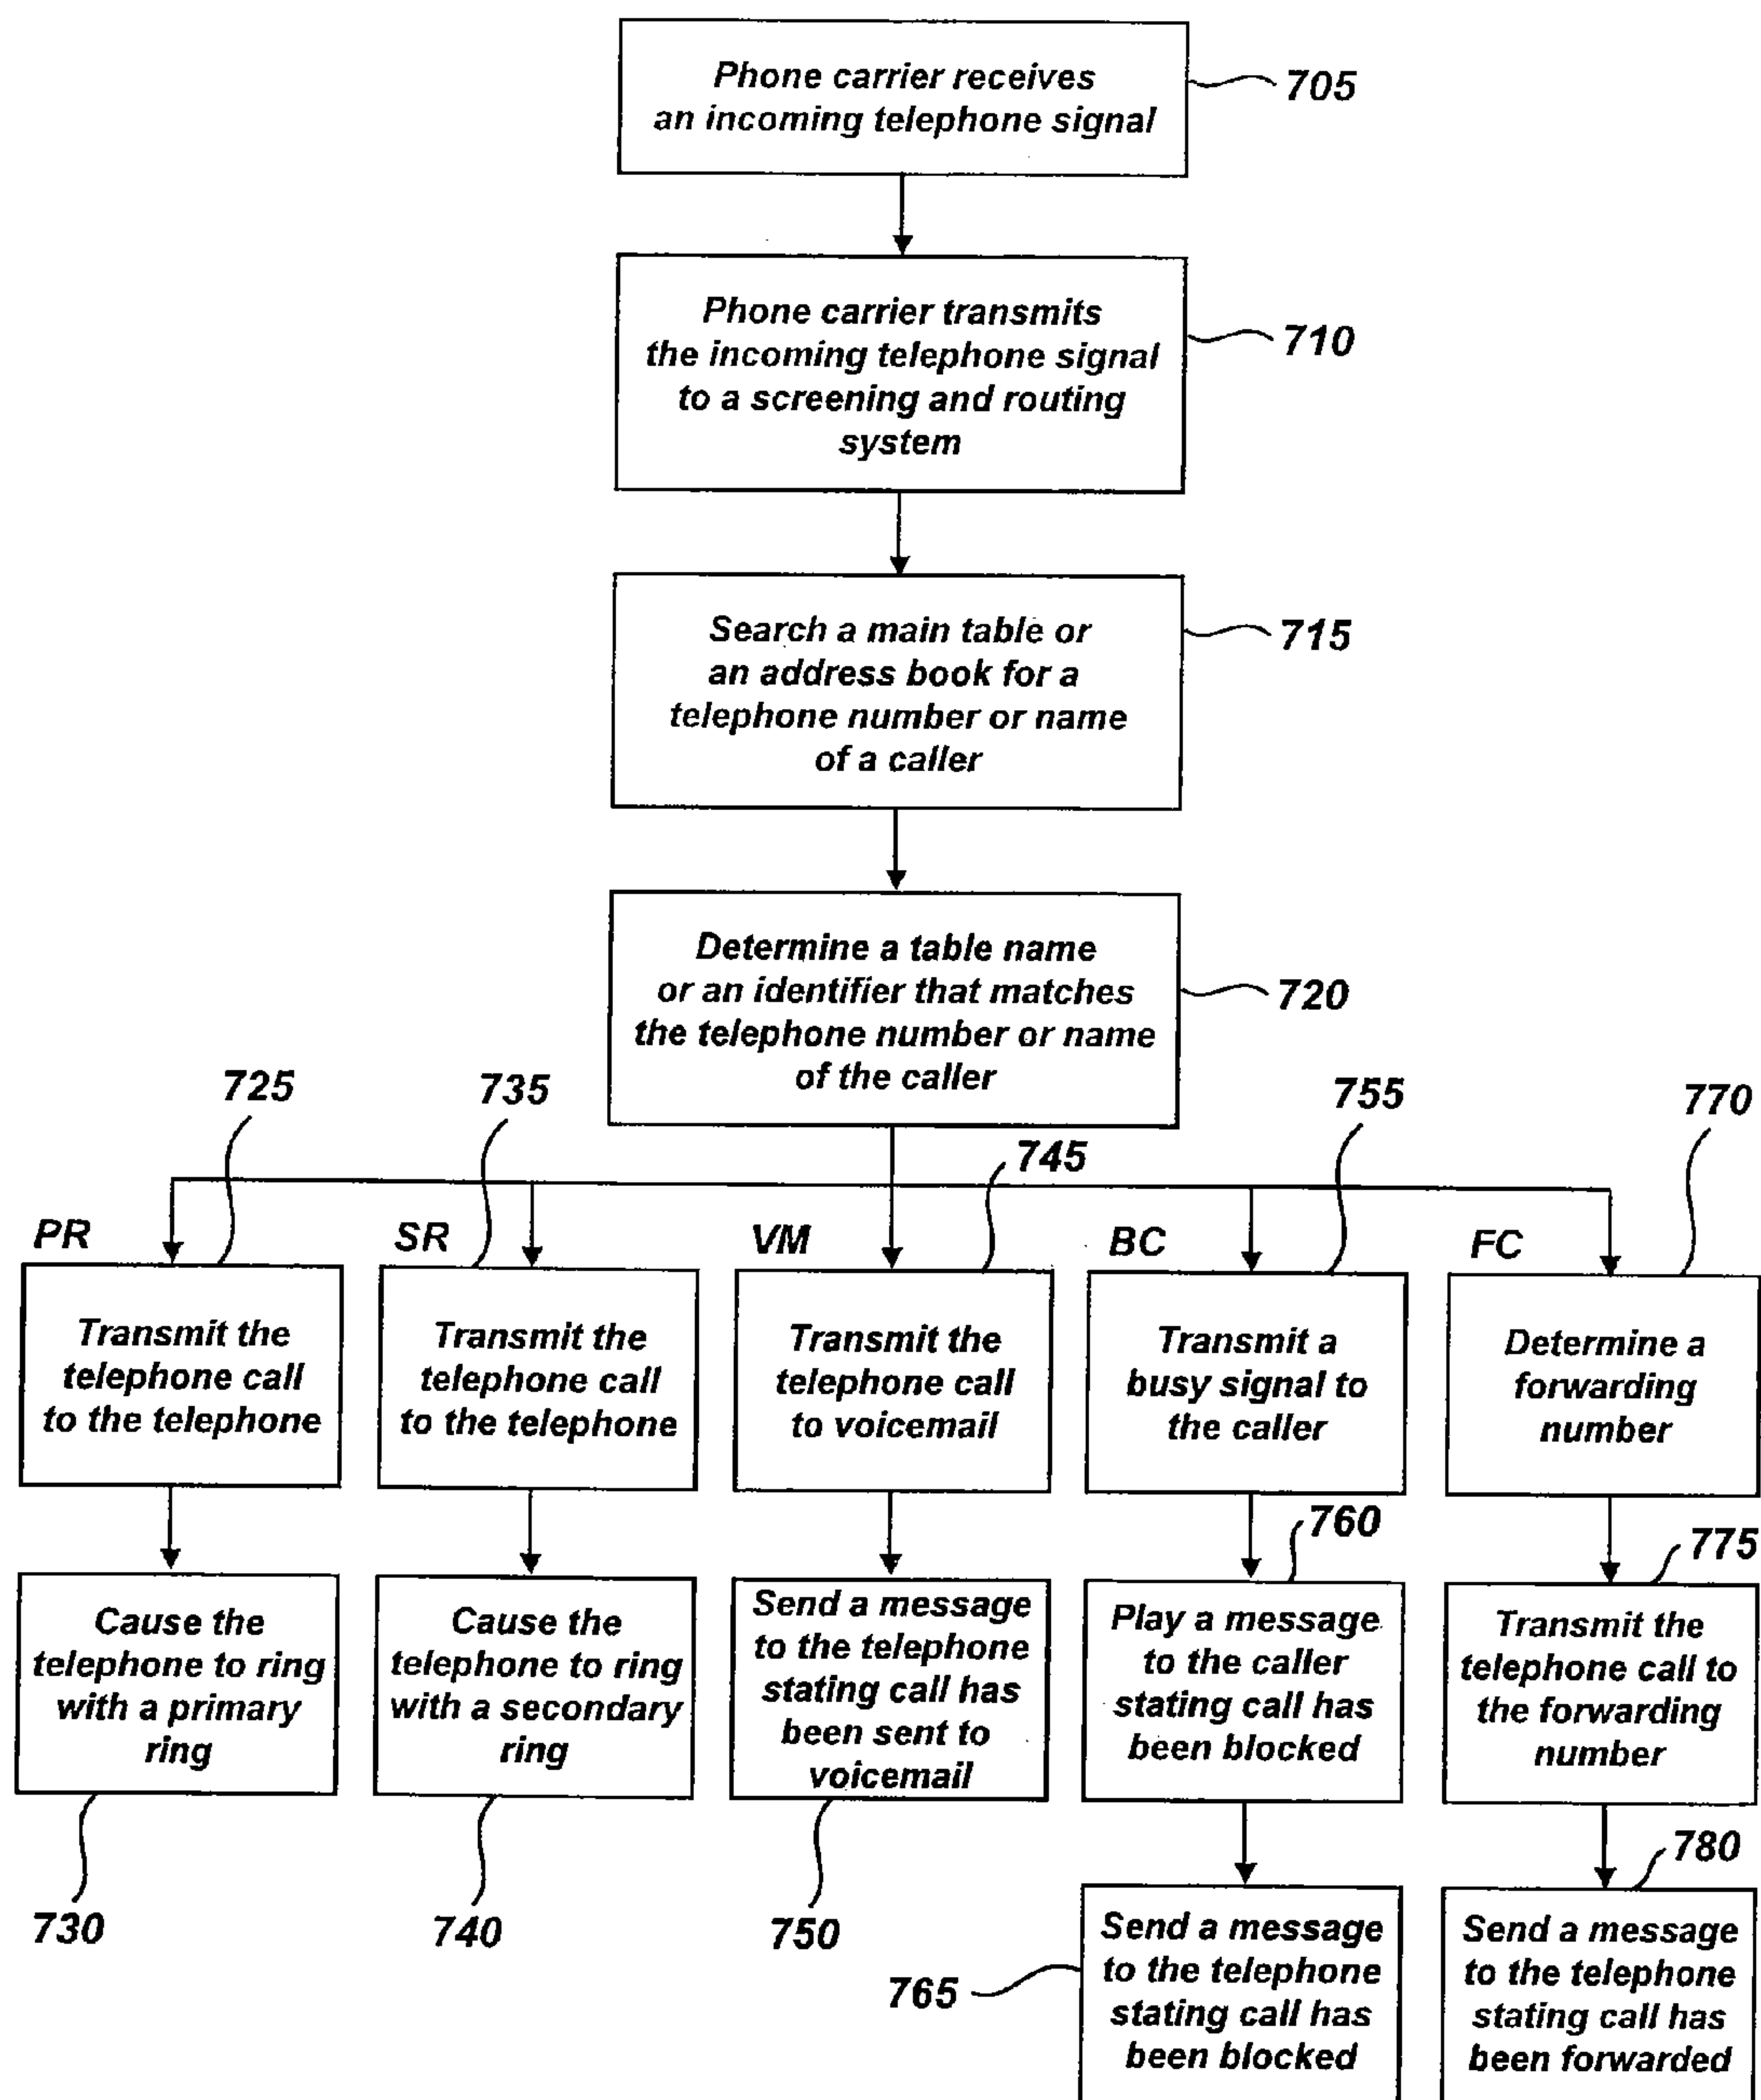 Phone carrier receives
an incoming telephone signal
705
Phone carrier transmits
the incoming telephone signal
to a screening and routing
system
710
Search a main table or
an address book for a
telephone number or name
of a caller
715
Determine a table name
or an identifier that matches
the telephone number or name
of the caller
720
725
735
745
755
770
PR
SR
VM
BC
FC
Transmit the
telephone call
to the telephone
Transmit the
telephone call
to the telephone
Transmit the
telephone call
to voicemail
Transmit a
busy signal to
the caller
Determine a
forwarding
number
760
775
Cause the
telephone to ring
with a primary
ring
Cause the
telephone to ring
with a secondary
ring
Send a message
to the telephone
stating call has
been sent to
voicemail
Play a message
to the caller
stating call has
been blocked
Transmit the
telephone call to
the forwarding
number
730
740
750
765
780
Send a message
to the telephone
stating call has
been blocked
Send a message
to the telephone
stating call has
been forwarded